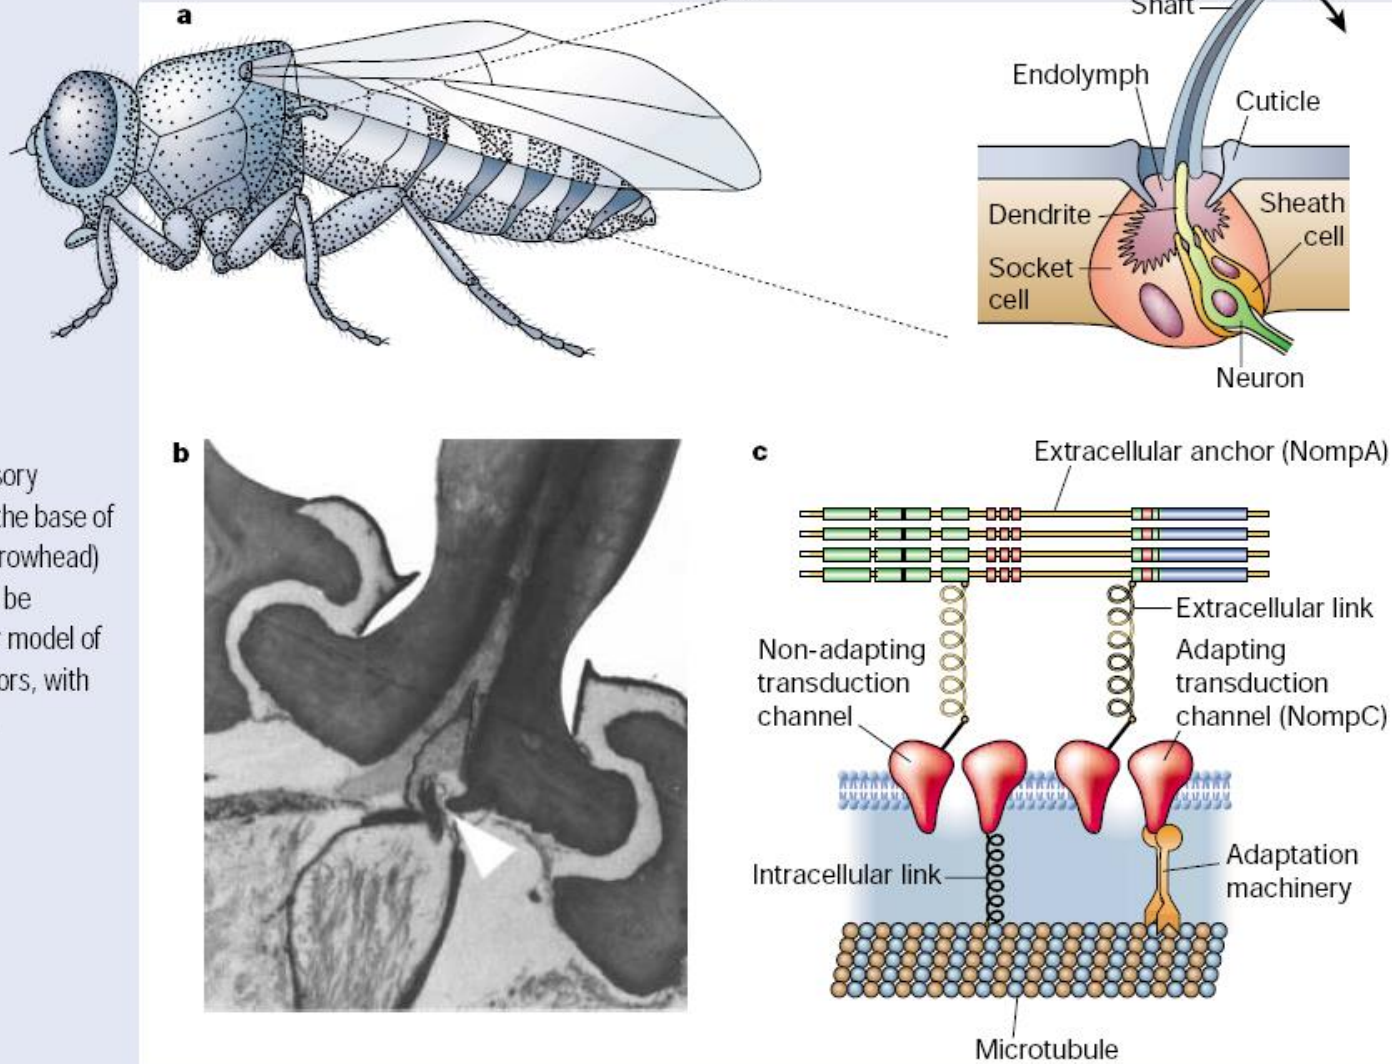 a
Shaft
Endolymph
Cuticle
Dendrite
Sheath
cell
Socket
cell
Neuron
b
c
sory
the base of
rowhead)
be
model of
ors, with
Extracellular anchor (NompA)
Extracellular link
Non-adapting
transduction
channel
Adapting
transduction
channel (NompC)
Intracellular link
Adaptation
machinery
Microtubule